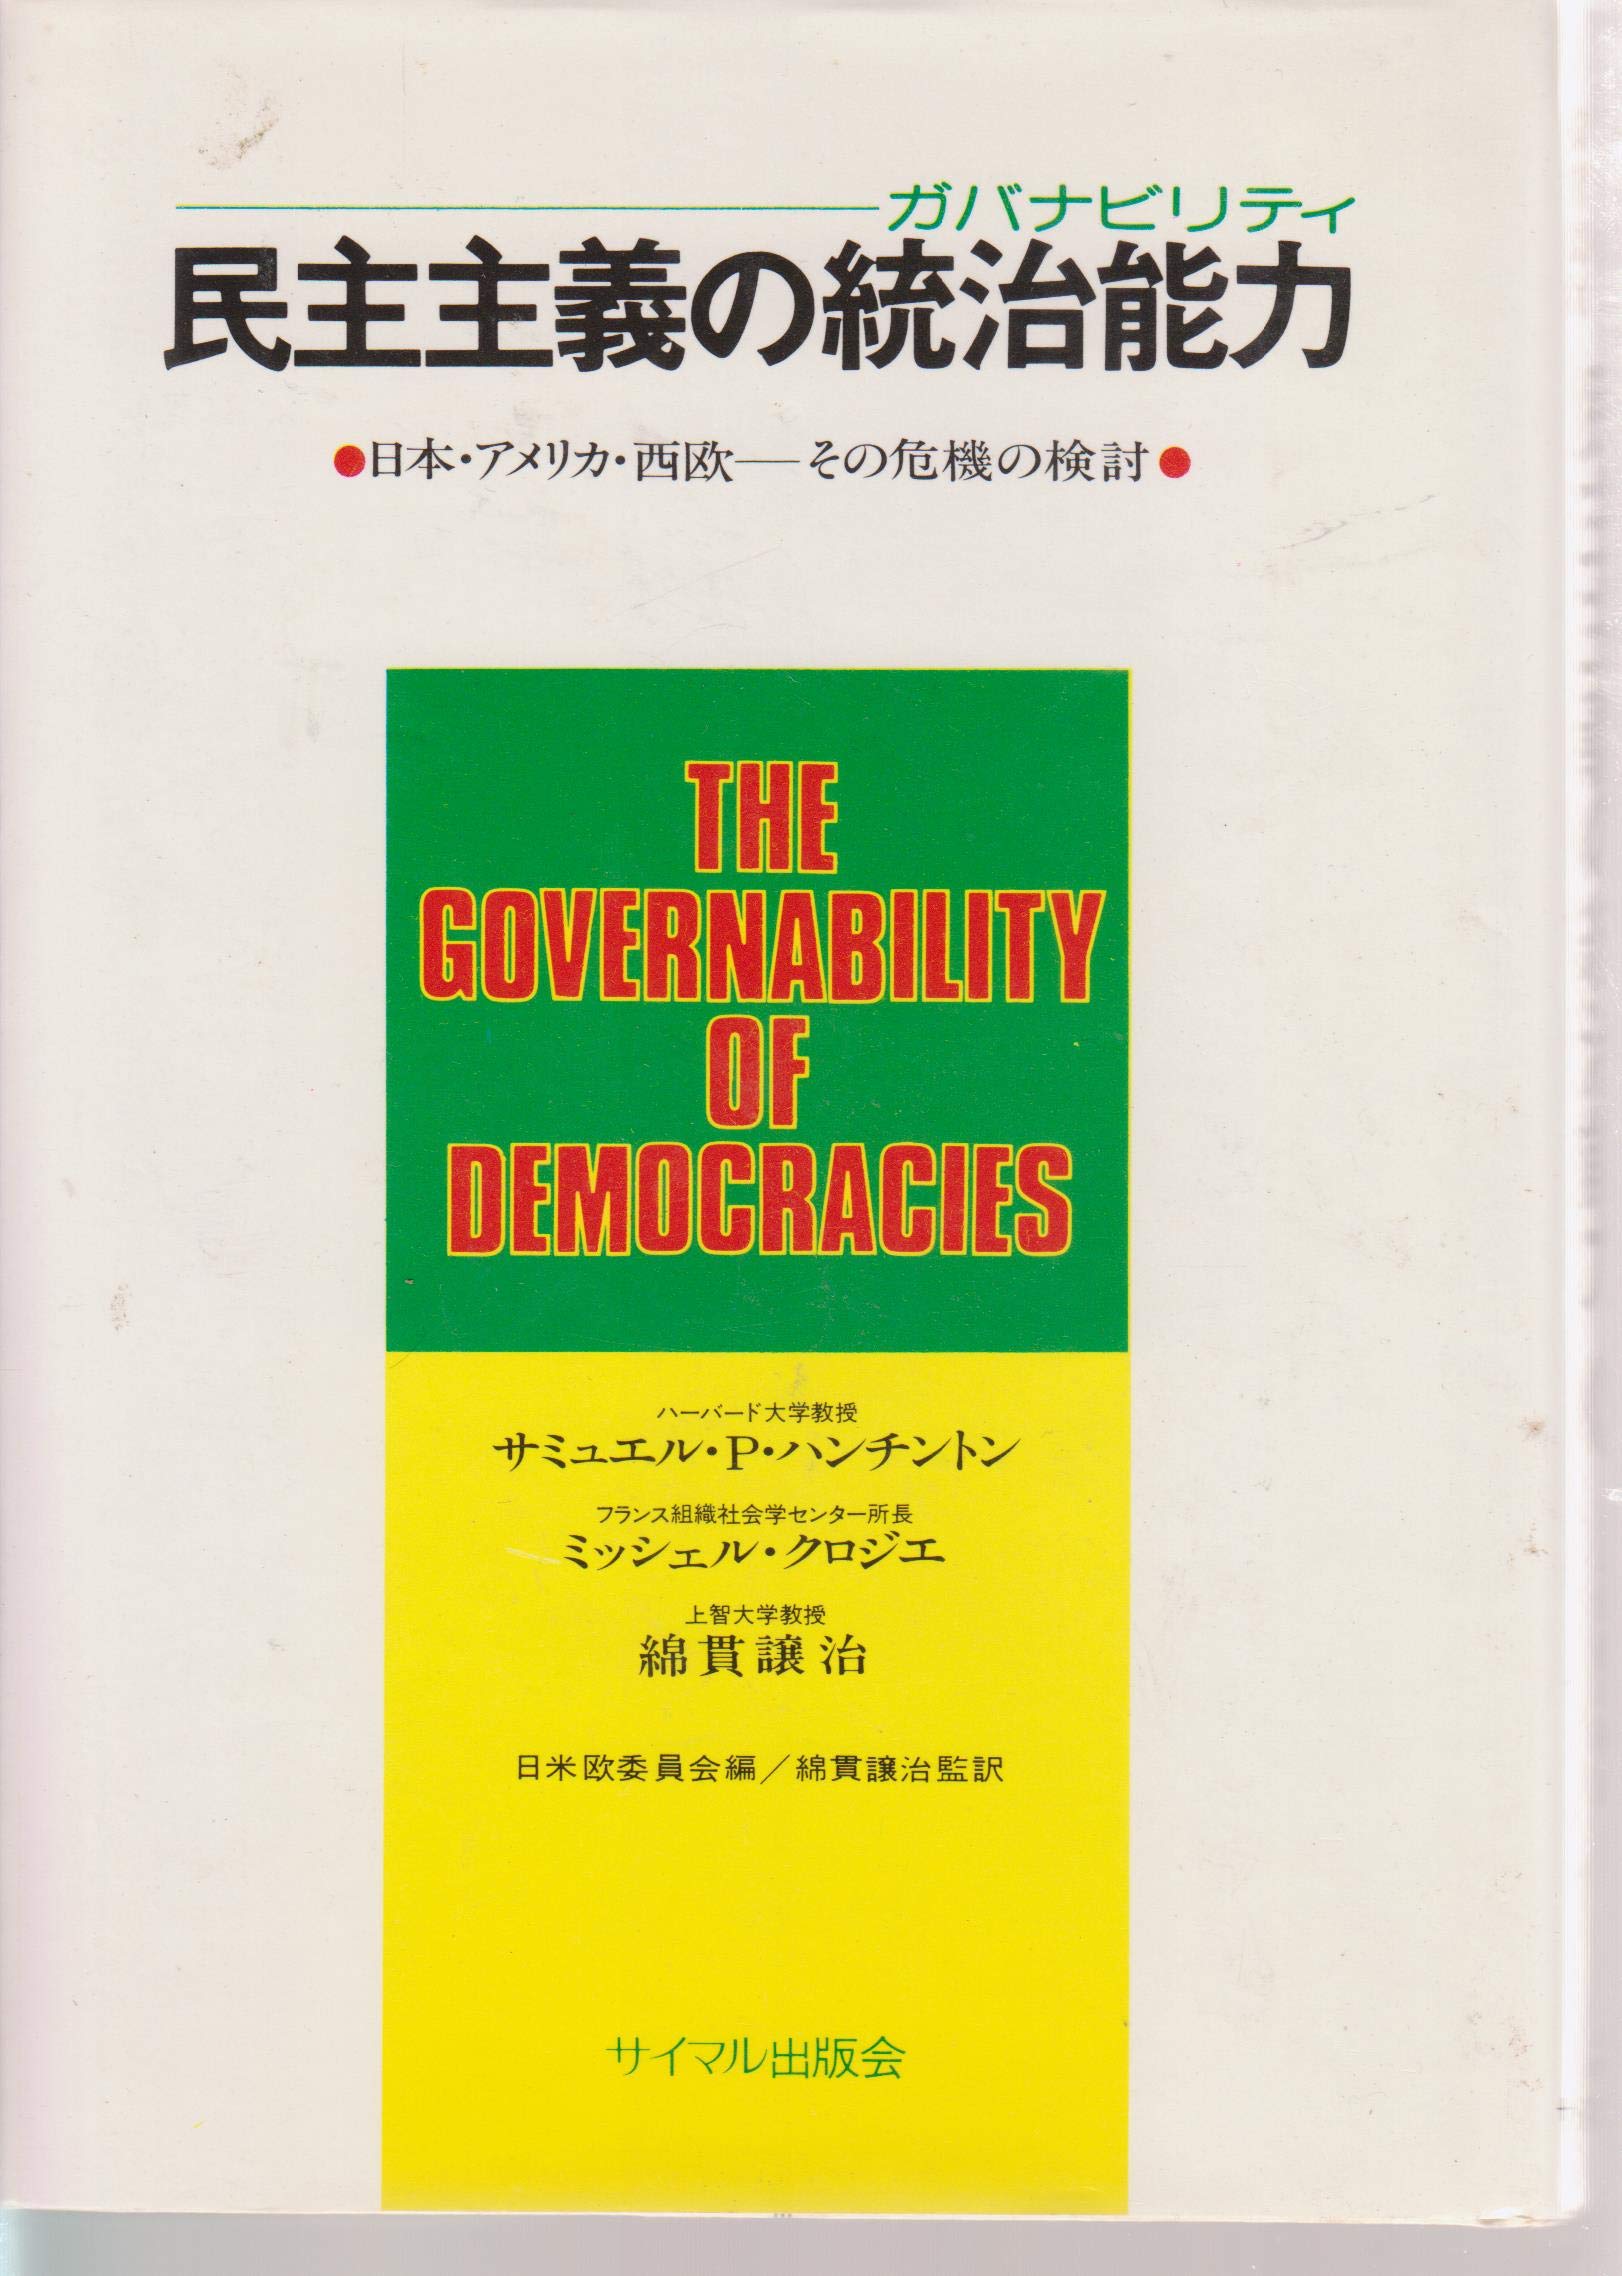 ガバナビリティ
民主主義の統治能力
●日本・アメリカ・西欧――その危機の検討●
THE
GOVERNABILITY
OF
DEMOCRACIES
ハーバード大学教授
サミュエル・P・ハンチントン
フランス組織社会学センター所長
ミッシェル・クロジエ
上智大学教授
綿貫譲治
日米欧委員会編／綿貫譲治監訳
サイマル出版会